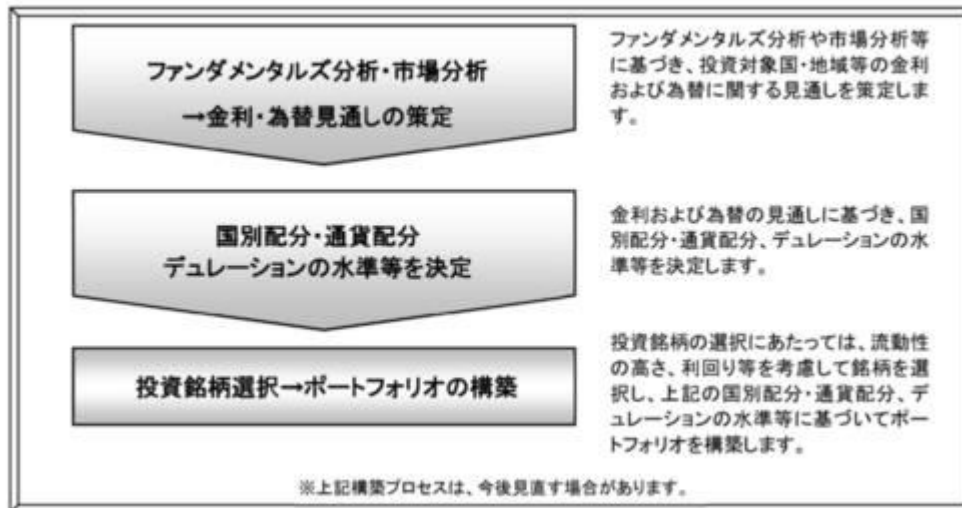 ファンダメンタルズ分析・市場分析
→金利・為替見通しの策定
ファンダメンタルズ分析や市場分析等
に基づき、投資対象国・地域等の金利
および為替に関する見通しを策定しま
す。
国別配分・通貨配分
デュレーションの水準等を決定
金利および為替の見通しに基づき、国
別配分・通貨配分、デュレーションの水
準等を決定します。
投資銘柄選択→ポートフォリオの構築
投資銘柄の選択にあたっては、流動性
の高さ、利回り等を考慮して銘柄を選
択し、上記の国別配分・通貨配分、デ
ュレーションの水準等に基づいてポー
トフォリオを構築します。
※上記構築プロセスは、今後見直す場合があります。